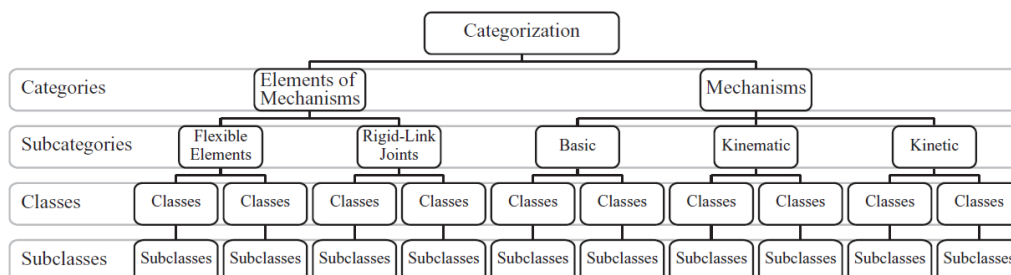 Categorization
Categories
Elements of
Mechanisms
Mechanisms
Subcategories
Flexible
Elements
Rigid-Link
Joints
Basic
Kinematic
Kinetic
Classes
Classes
Classes
Classes
Classes
Classes
Classes
Classes
Classes
Classes
Classes
Subclasses
Subclasses
Subclasses
Subclasses
Subclasses
Subclasses
Subclasses
Subclasses
Subclasses
Subclasses
Subclasses